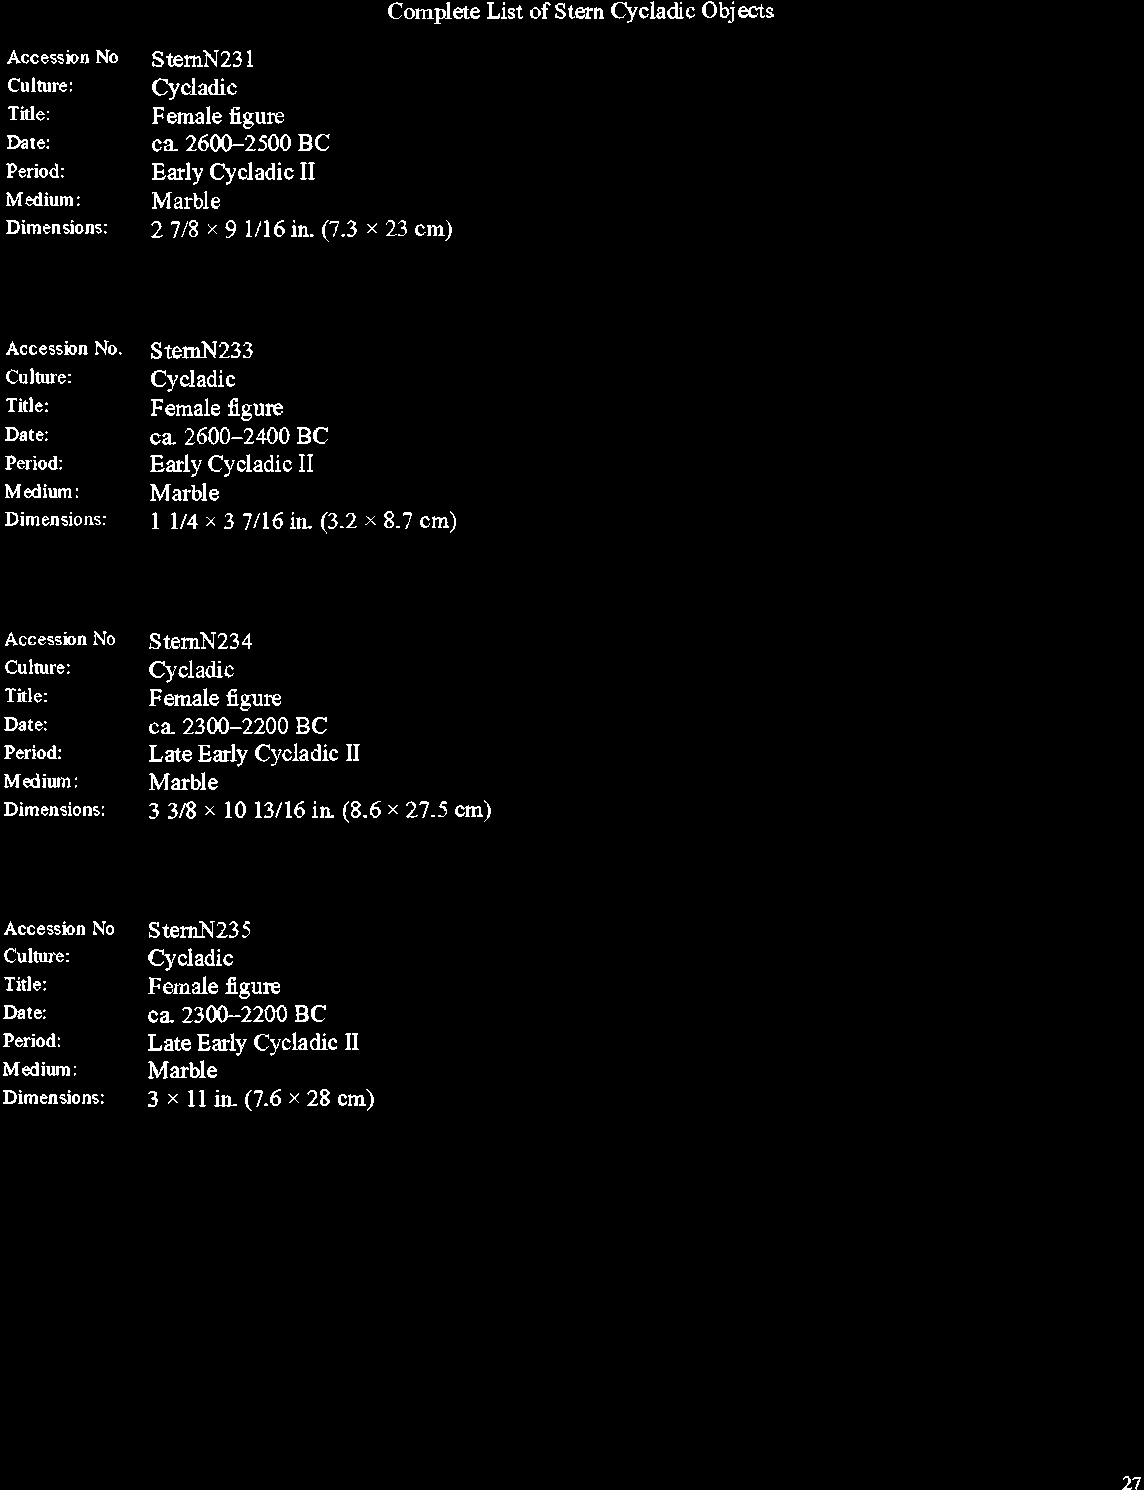 Complete List of Stern Cycladic Objects
Accession No SternN231
Culture: Cycladic
Title: Female figure
Date: ca. 2600–2500 BC
Period: Early Cycladic II
Medium: Marble
Dimensions: 2 7/8 × 9 1/16 in. (7.3 × 23 cm)
Accession No. SternN233
Culture: Cycladic
Title: Female figure
Date: ca. 2600–2400 BC
Period: Early Cycladic II
Medium: Marble
Dimensions: 1 1/4 × 3 7/16 in. (3.2 × 8.7 cm)
Accession No SternN234
Culture: Cycladic
Title: Female figure
Date: ca. 2300–2200 BC
Period: Late Early Cycladic II
Medium: Marble
Dimensions: 3 3/8 × 10 13/16 in. (8.6 × 27.5 cm)
Accession No SternN235
Culture: Cycladic
Title: Female figure
Date: ca. 2300–2200 BC
Period: Late Early Cycladic II
Medium: Marble
Dimensions: 3 × 11 in. (7.6 × 28 cm)
27